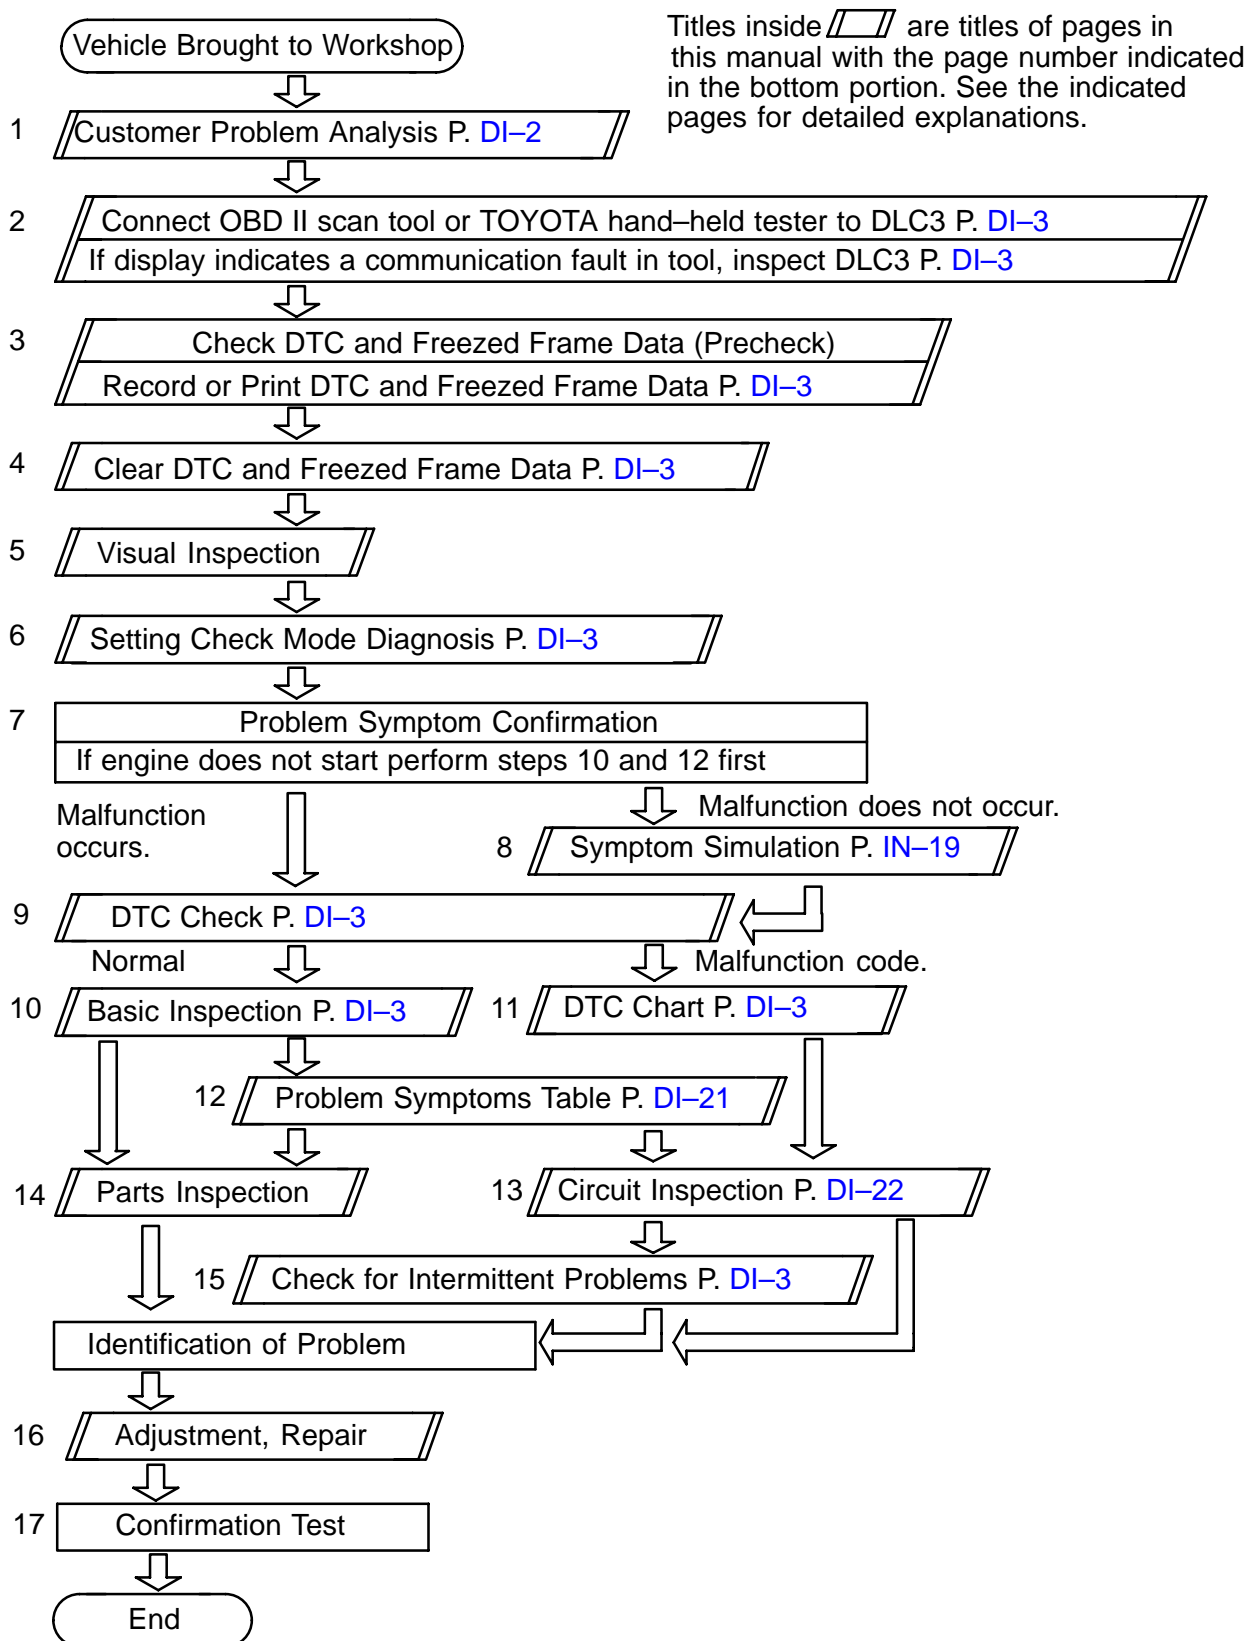 Vehicle Brought to Workshop
Titles inside are titles of pages in
this manual with the page number indicated
in the bottom portion. See the indicated
pages for detailed explanations.
1 Customer Problem Analysis P. DI–2
2 Connect OBD II scan tool or TOYOTA hand–held tester to DLC3 P. DI–3
If display indicates a communication fault in tool, inspect DLC3 P. DI–3
3 Check DTC and Freezed Frame Data (Precheck)
Record or Print DTC and Freezed Frame Data P. DI–3
4 Clear DTC and Freezed Frame Data P. DI–3
5 Visual Inspection
6 Setting Check Mode Diagnosis P. DI–3
7 Problem Symptom Confirmation
If engine does not start perform steps 10 and 12 first
Malfunction
occurs.
Malfunction does not occur.
8 Symptom Simulation P. IN–19
9 DTC Check P. DI–3
Normal
Malfunction code.
10 Basic Inspection P. DI–3
11 DTC Chart P. DI–3
12 Problem Symptoms Table P. DI–21
14 Parts Inspection
13 Circuit Inspection P. DI–22
15 Check for Intermittent Problems P. DI–3
Identification of Problem
16 Adjustment, Repair
17 Confirmation Test
End